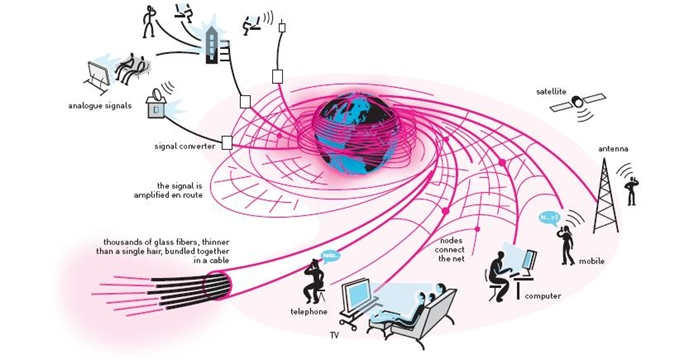 analogue signals
signal converter
the signal is
amplified en route
thousands of glass fibers, thinner
than a single hair, bundled together
in a cable
satellite
antenna
nodes
connect
the net
mobile
computer
telephone
TV